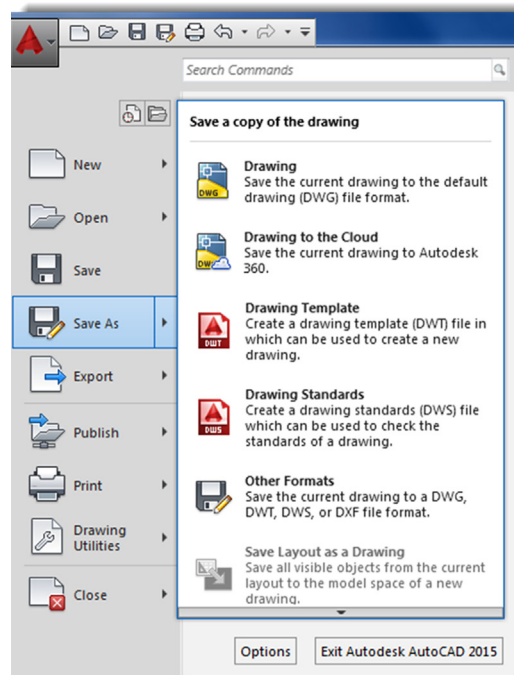 Search Commands
Save a copy of the drawing
New
Open
Save
Save As
Export
Publish
Print
Drawing
Utilities
Close
DWG
Drawing
Save the current drawing to the default
drawing (DWG) file format.
DWG
Drawing to the Cloud
Save the current drawing to Autodesk
360.
DWT
Drawing Template
Create a drawing template (DWT) file in
which can be used to create a new
drawing.
DWS
Drawing Standards
Create a drawing standards (DWS) file
which can be used to check the
standards of a drawing.
Other Formats
Save the current drawing to a DWG,
DWT, DWS, or DXF file format.
Save Layout as a Drawing
Save all visible objects from the current
layout to the model space of a new
drawing.
Options
Exit Autodesk AutoCAD 2015